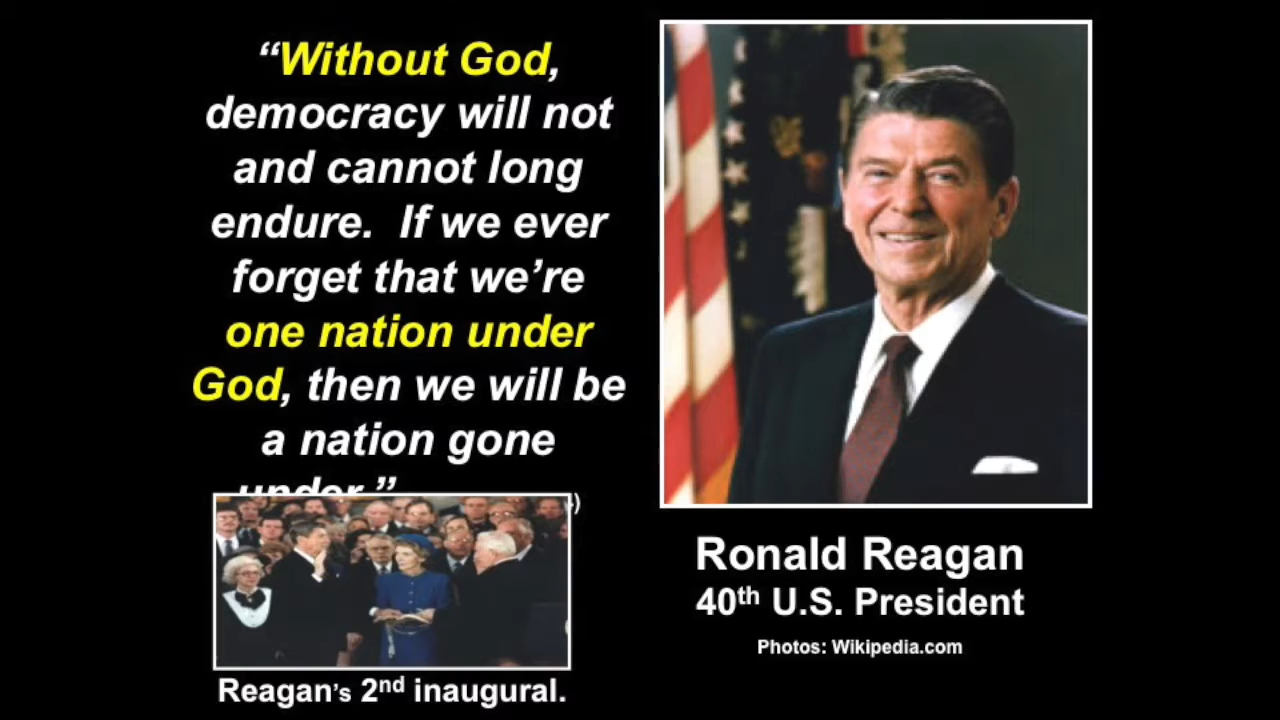 “Without God,
democracy will not
and cannot long
endure.  If we ever
forget that we’re
one nation under
God, then we will be
a nation gone
under.”
)
Ronald Reagan
40th U.S. President
Photos: Wikipedia.com
Reagan’s 2nd inaugural.